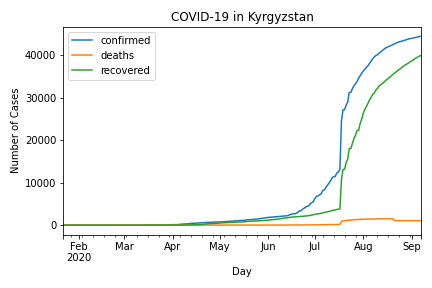 COVID-19 in Kyrgyzstan
confirmed
deaths
recovered
Number of Cases
40000
30000
20000
10000
0
Feb Mar Apr May Jun Jul Aug Sep
2020
Day